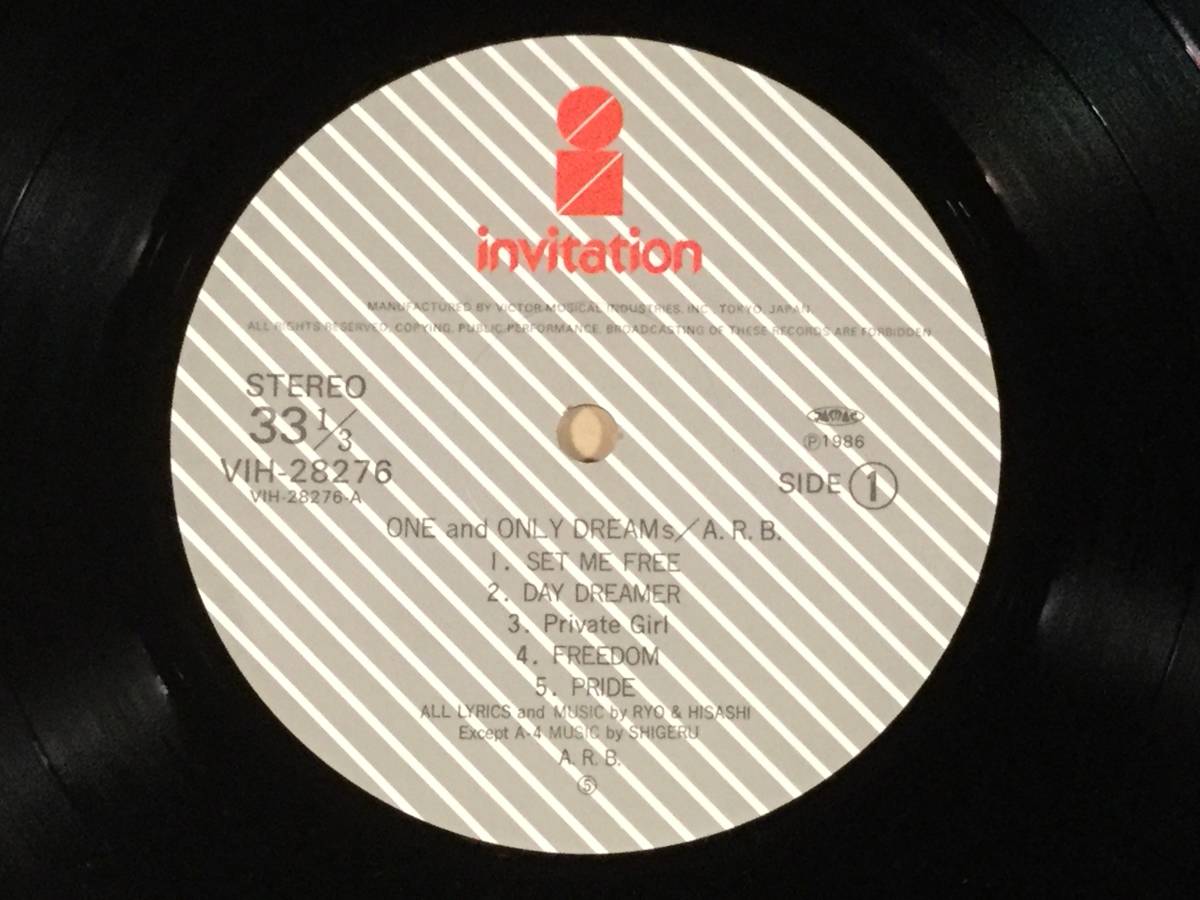 invitation
MANUFACTURED BY VICTOR MUSICAL INDUSTRIES, INC., TOKYO, JAPAN.
ALL RIGHTS RESERVED, COPYING, PUBLIC PERFORMANCE, BROADCASTING OF THESE RECORDS ARE FORBIDDEN
STEREO
33 1/3
VIH-28276
VIH-28276-A
JASRAC
Ⓟ1986
SIDE ①
ONE and ONLY DREAMs／A. R. B.
1. SET ME FREE
2. DAY DREAMER
3. Private Girl
4. FREEDOM
5. PRIDE
ALL LYRICS and MUSIC by RYO & HISASHI
Except A-4 MUSIC by SHIGERU
A. R. B.
⑤